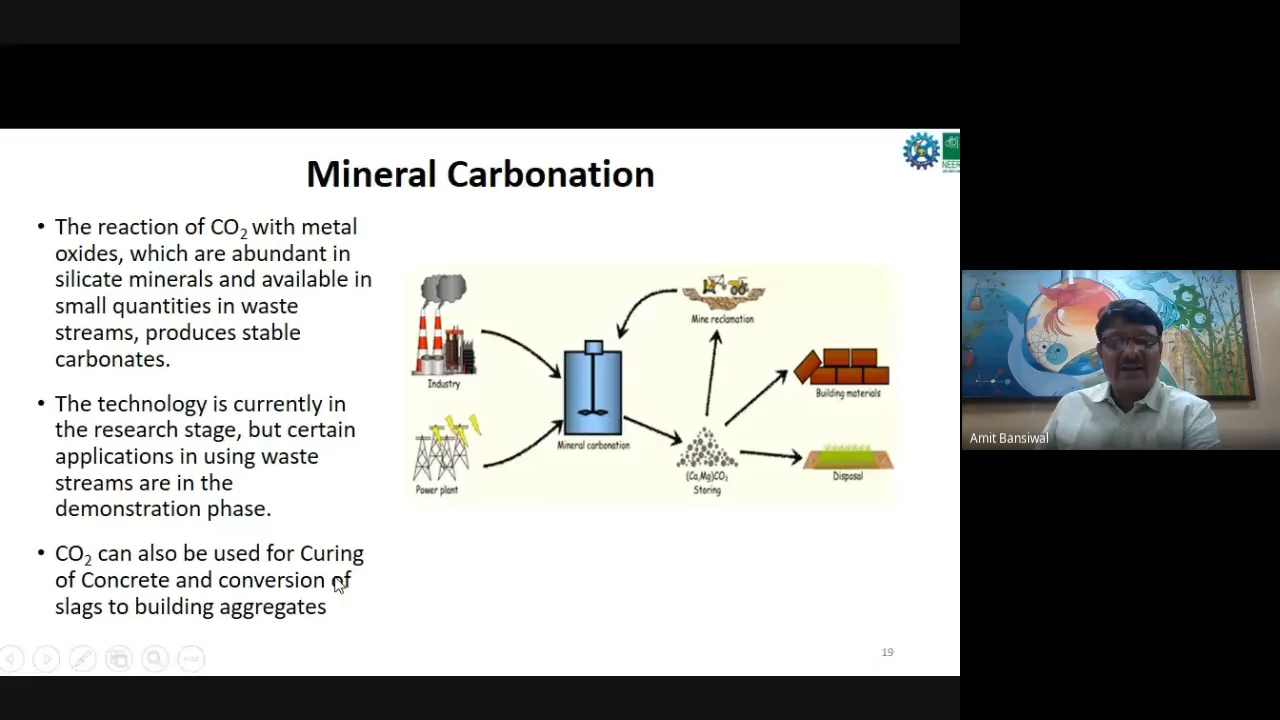 Mineral Carbonation
NEER
• The reaction of CO₂ with metal
oxides, which are abundant in
silicate minerals and available in
small quantities in waste
streams, produces stable
carbonates.
• The technology is currently in
the research stage, but certain
applications in using waste
streams are in the
demonstration phase.
• CO₂ can also be used for Curing
of Concrete and conversion of
slags to building aggregates
Industry
Power plant
Mineral carbonation
Mine reclamation
(Ca,Mg)CO₃
Storing
Building materials
Disposal
19
Amit Bansiwal